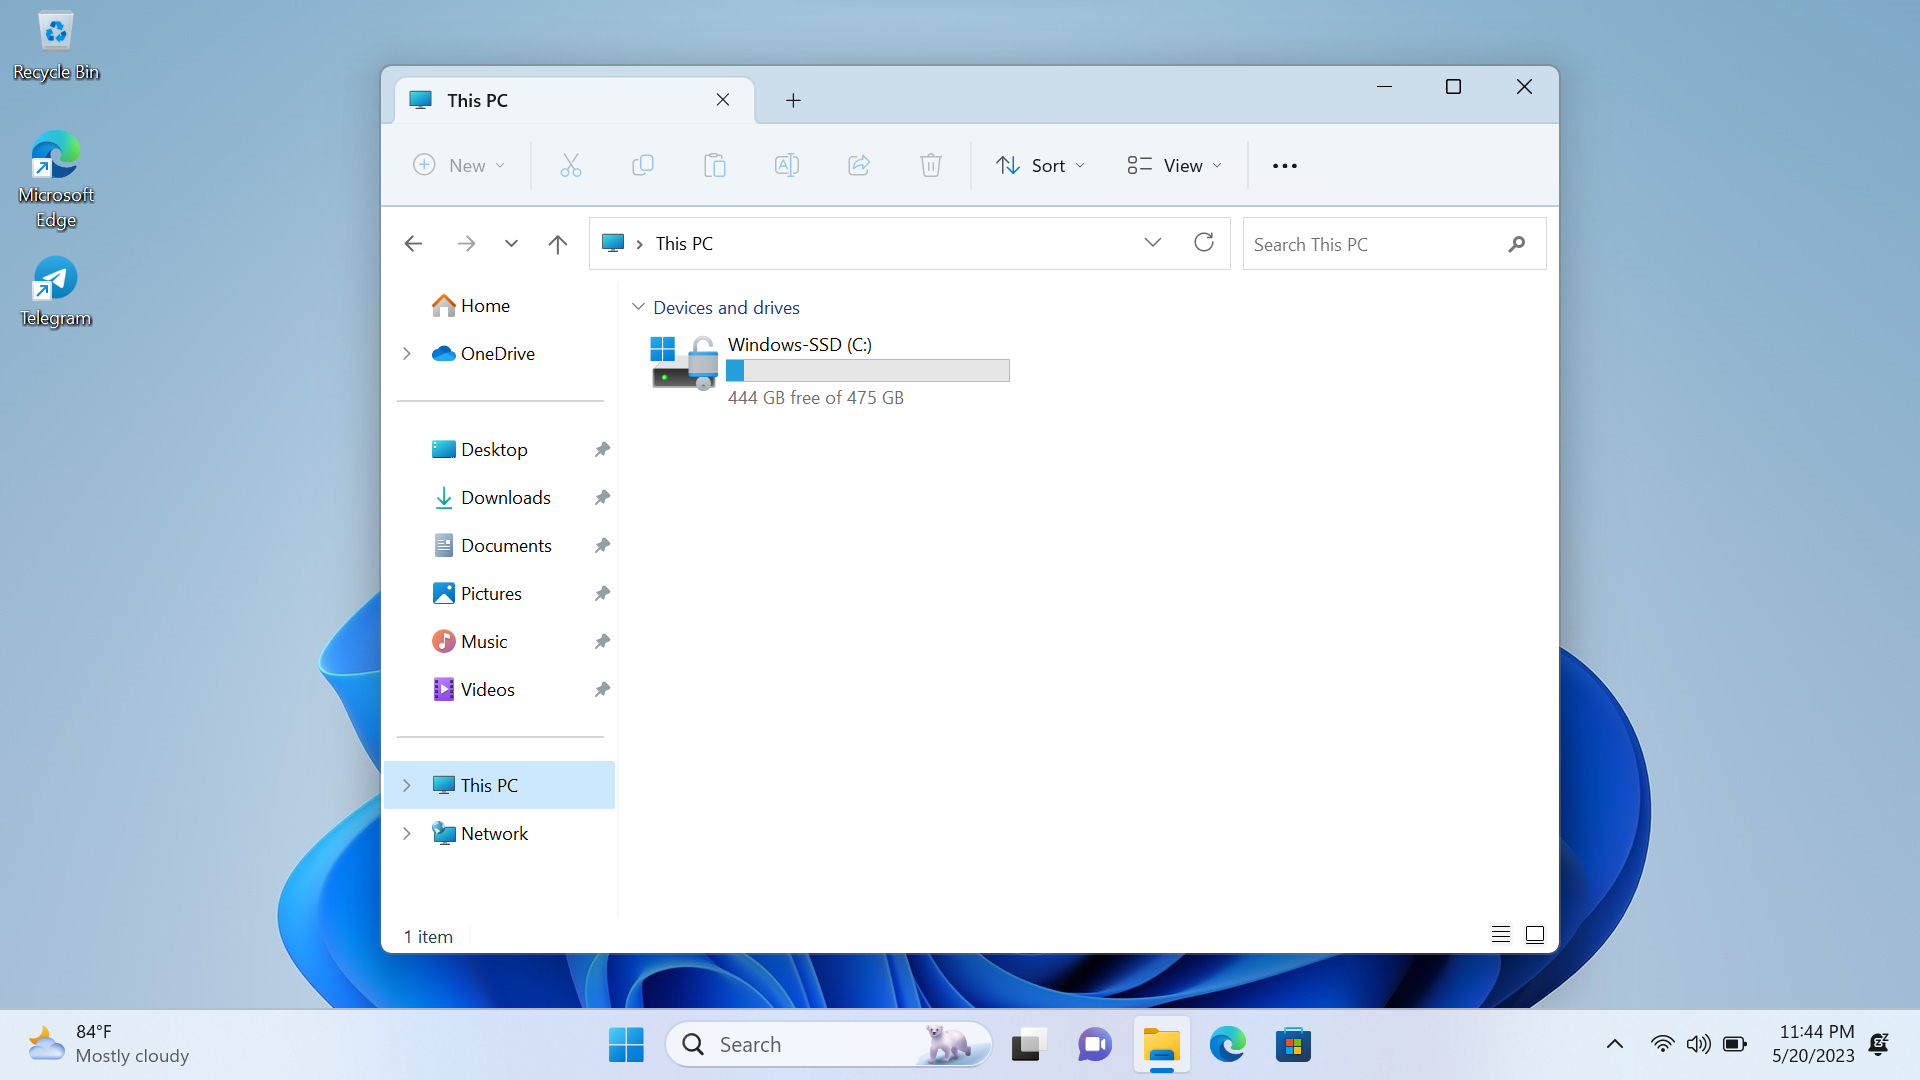 Recycle Bin
Microsoft
Edge
Telegram
This PC
New
Sort
View
This PC
Search This PC
Home
OneDrive
Desktop
Downloads
Documents
Pictures
Music
Videos
This PC
Network
Devices and drives
Windows-SSD (C:)
444 GB free of 475 GB
1 item
84°F
Mostly cloudy
Search
11:44 PM
5/20/2023